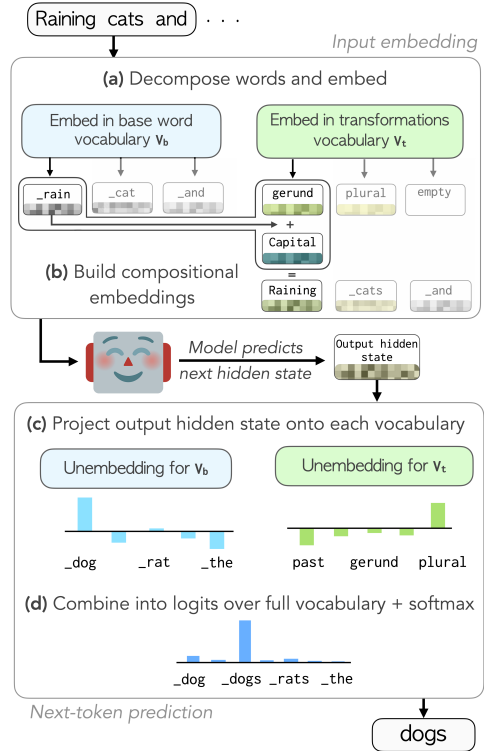 Raining cats and . . .
Input embedding
(a) Decompose words and embed
Embed in base word
vocabulary V_b
Embed in transformations
vocabulary V_t
_rain
_cat
_and
gerund
plural
empty
+
Capital
=
(b) Build compositional
embeddings
Raining
_cats
_and
Model predicts
next hidden state
Output hidden
state
(c) Project output hidden state onto each vocabulary
Unembedding for V_b
Unembedding for V_t
_dog
_rat
_the
past
gerund
plural
(d) Combine into logits over full vocabulary + softmax
_dog
_dogs
_rats
_the
Next-token prediction
dogs